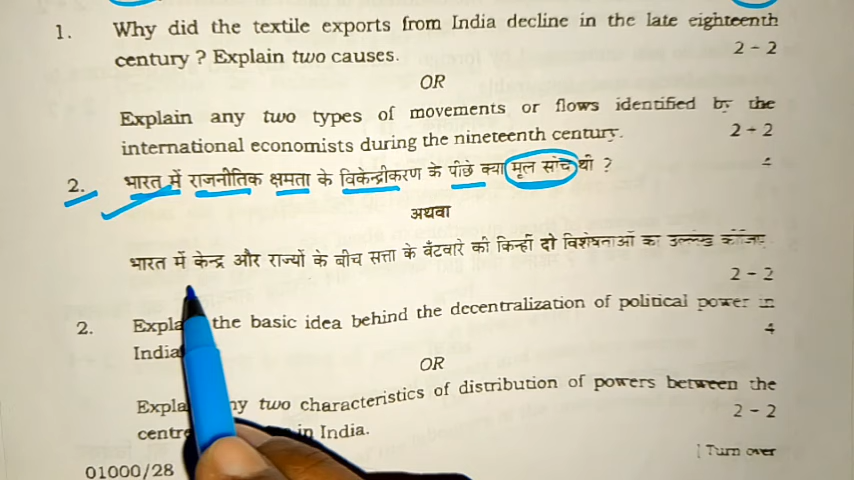 1. Why did the textile exports from India decline in the late eighteenth
century ? Explain two causes. 2 - 2
OR
Explain any two types of movements or flows identified by the
international economists during the nineteenth century. 2 + 2
2. भारत में राजनीतिक क्षमता के विकेन्द्रीकरण के पीछे क्या मूल सांच थी ? 4
अथवा
भारत में केन्द्र और राज्यों के बीच सत्ता के बँटवारे की किन्हीं दो विशेषताओं का उल्लेख कीजिए
2 - 2
2. Expla the basic idea behind the decentralization of political power in
India 4
OR
Expla ny two characteristics of distribution of powers between the
centre in India. 2 - 2
[ Turn over
01000/28